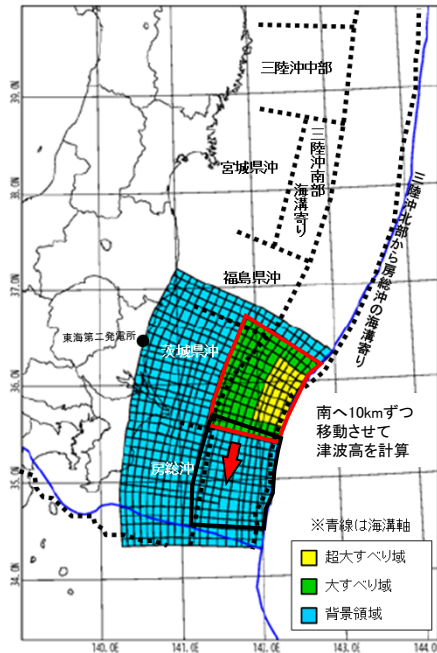 三陸沖中部
39.0N
宮城県沖
三陸沖南部
海溝寄り
38.0N
三陸沖北部から房総沖の海溝寄り
福島県沖
37.0N
東海第二発電所
茨城県沖
36.0N
南へ10kmずつ
移動させて
津波高を計算
房総沖
35.0N
※青線は海溝軸
超大すべり域
大すべり域
背景領域
34.0N
140.0E
141.0E
142.0E
143.0E
144.0